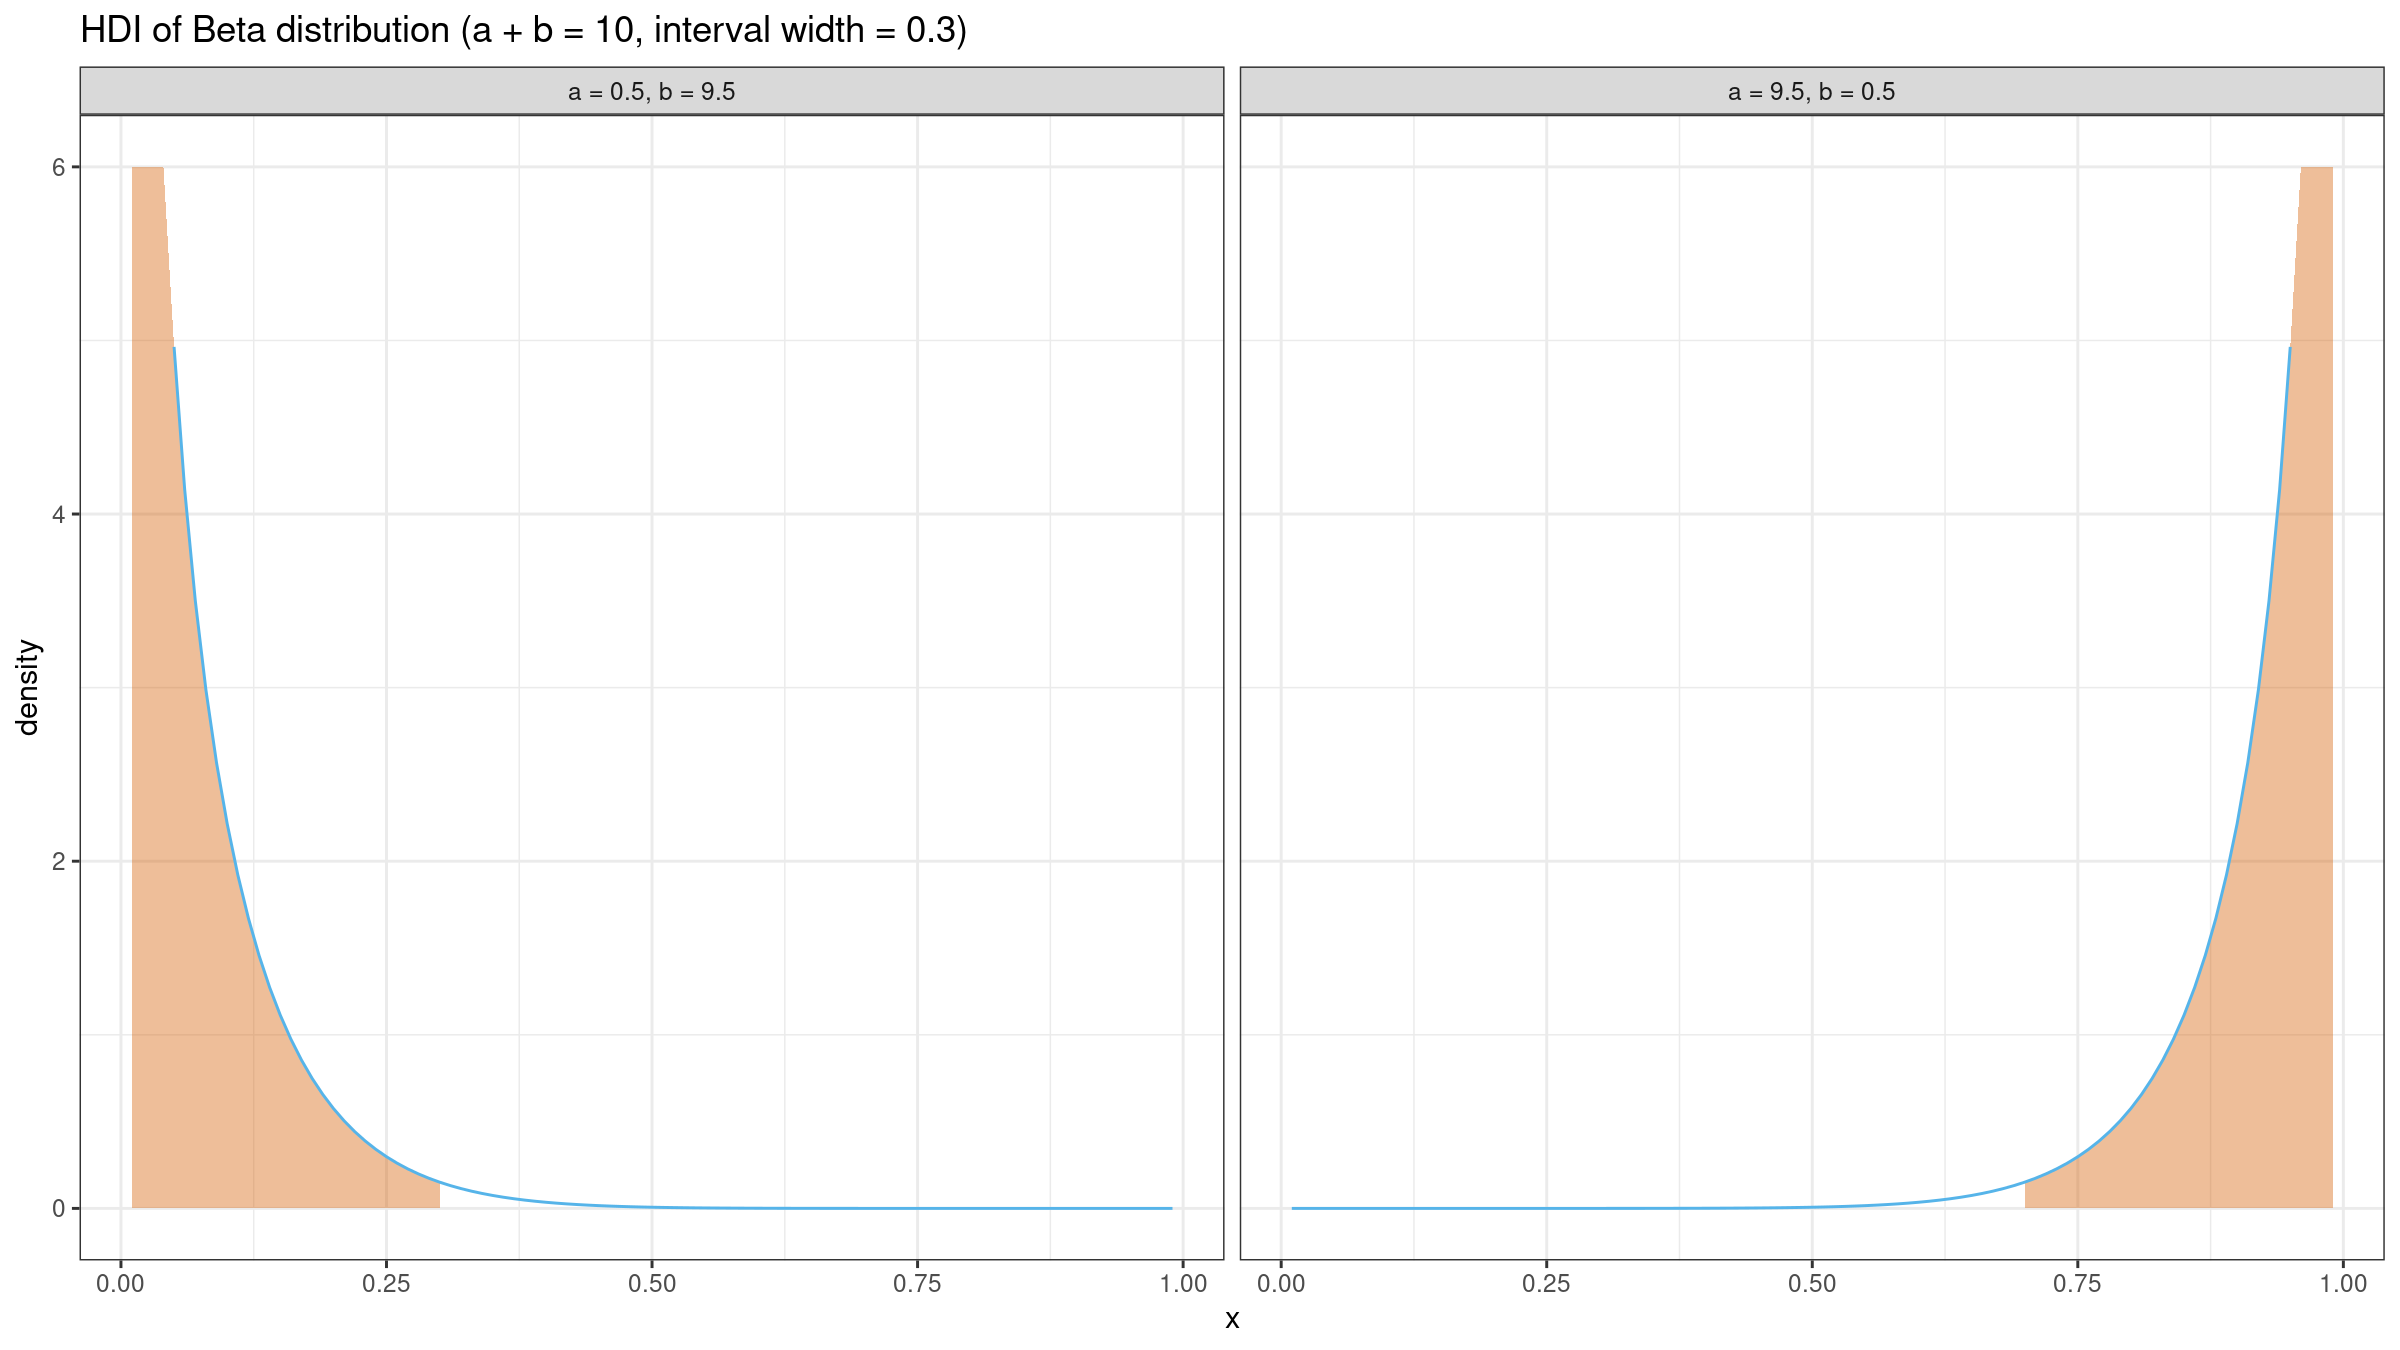 HDI of Beta distribution (a + b = 10, interval width = 0.3)
a = 0.5, b = 9.5
a = 9.5, b = 0.5
6
4
2
0
density
0.00 0.25 0.50 0.75 1.00
0.00 0.25 0.50 0.75 1.00
x